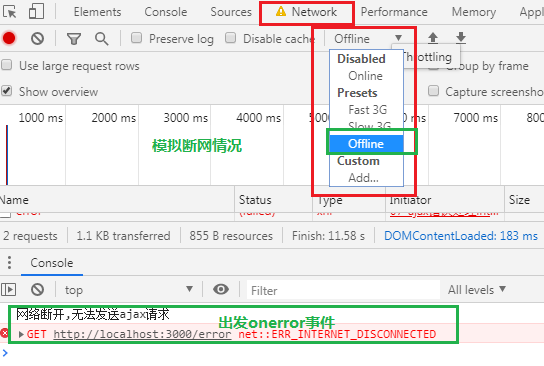 Elements Console Sources Network Performance Memory
Preserve log Disable cache Offline
Throttling
Use large request rows Group by frame
Show overview Capture screensho
Disabled
Online
Presets
Fast 3G
Slow 3G
Offline
Custom
Add...
1000 ms 2000 ms 3000 ms 4000 ms 7000 ms 8000 ms
模拟断网情况
Name Status Type Initiator Size
error (failed) xhr
2 requests 1.1 KB transferred 855 B resources Finish: 11.58 s DOMContentLoaded: 183 ms
Console
top Filter All levels
网络断开,无法发送ajax请求
出发onerror事件
GET http://localhost:3000/error net::ERR_INTERNET_DISCONNECTED